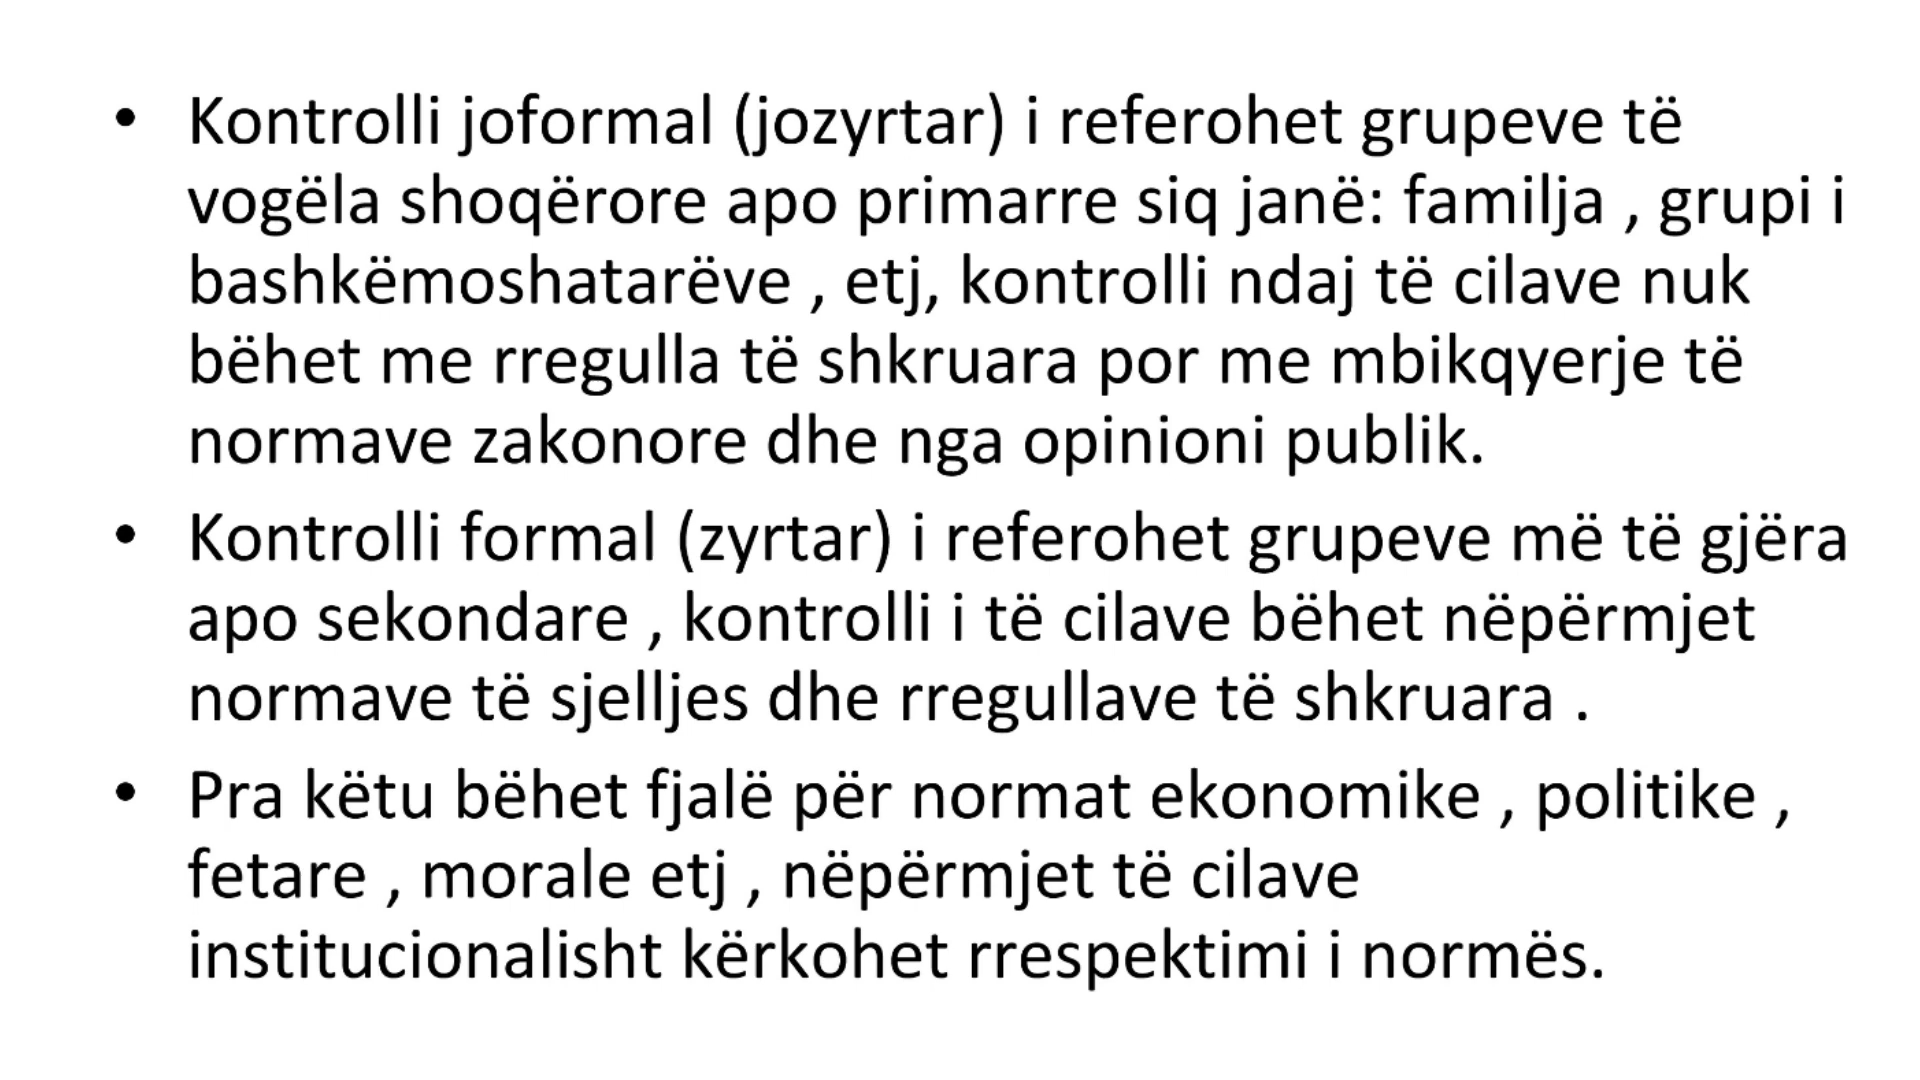 • Kontrolli joformal (jozyrtar) i referohet grupeve të
vogëla shoqërore apo primarre siq janë: familja , grupi i
bashkëmoshatarëve , etj, kontrolli ndaj të cilave nuk
bëhet me rregulla të shkruara por me mbikqyerje të
normave zakonore dhe nga opinioni publik.
• Kontrolli formal (zyrtar) i referohet grupeve më të gjëra
apo sekondare , kontrolli i të cilave bëhet nëpërmjet
normave të sjelljes dhe rregullave të shkruara .
• Pra këtu bëhet fjalë për normat ekonomike , politike ,
fetare , morale etj , nëpërmjet të cilave
institucionalisht kërkohet rrespektimi i normës.